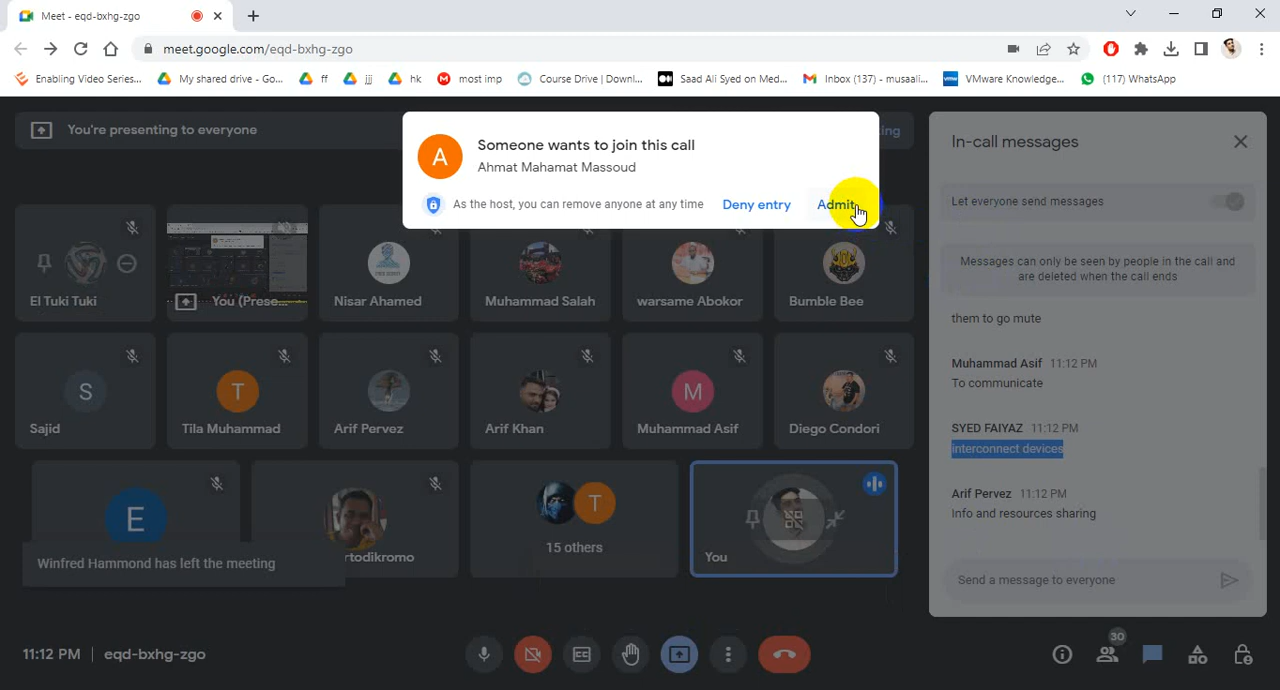 Meet - eqd-bxhg-zgo
meet.google.com/eqd-bxhg-zgo
Enabling Video Series...
My shared drive - Go...
ff
jjj
hk
most imp
Course Drive | Downl...
Saad Ali Syed on Med...
Inbox (137) - musaali...
VMware Knowledge...
(117) WhatsApp
You're presenting to everyone
ing
Someone wants to join this call
A
Ahmat Mahamat Massoud
As the host, you can remove anyone at any time
Deny entry
Admit
El Tuki Tuki
You (Prese...
Nisar Ahamed
Muhammad Salah
warsame Abokor
Bumble Bee
S
T
M
Sajid
Tila Muhammad
Arif Pervez
Arif Khan
Muhammad Asif
Diego Condori
E
T
Winfred Hammond has left the meeting
rtodikromo
15 others
You
In-call messages
Let everyone send messages
Messages can only be seen by people in the call and
are deleted when the call ends
them to go mute
Muhammad Asif 11:12 PM
To communicate
SYED FAIYAZ 11:12 PM
interconnect devices
Arif Pervez 11:12 PM
Info and resources sharing
Send a message to everyone
11:12 PM | eqd-bxhg-zgo
30